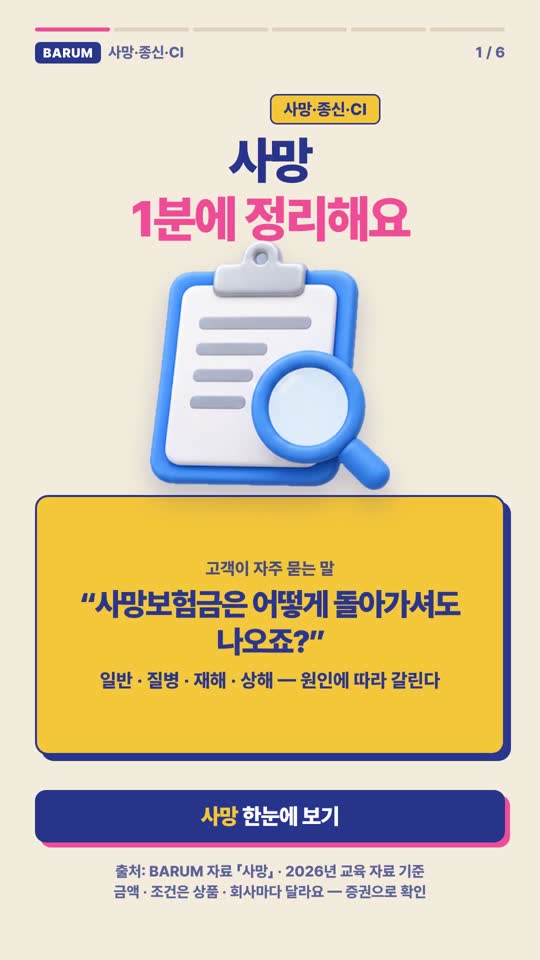 BARUM 사망·종신·CI 1 / 6
사망·종신·CI
사망
1분에 정리해요
고객이 자주 묻는 말
“사망보험금은 어떻게 돌아가셔도
나오죠?”
일반 · 질병 · 재해 · 상해 — 원인에 따라 갈린다
사망 한눈에 보기
출처: BARUM 자료 「사망」 · 2026년 교육 자료 기준
금액 · 조건은 상품 · 회사마다 달라요 — 증권으로 확인